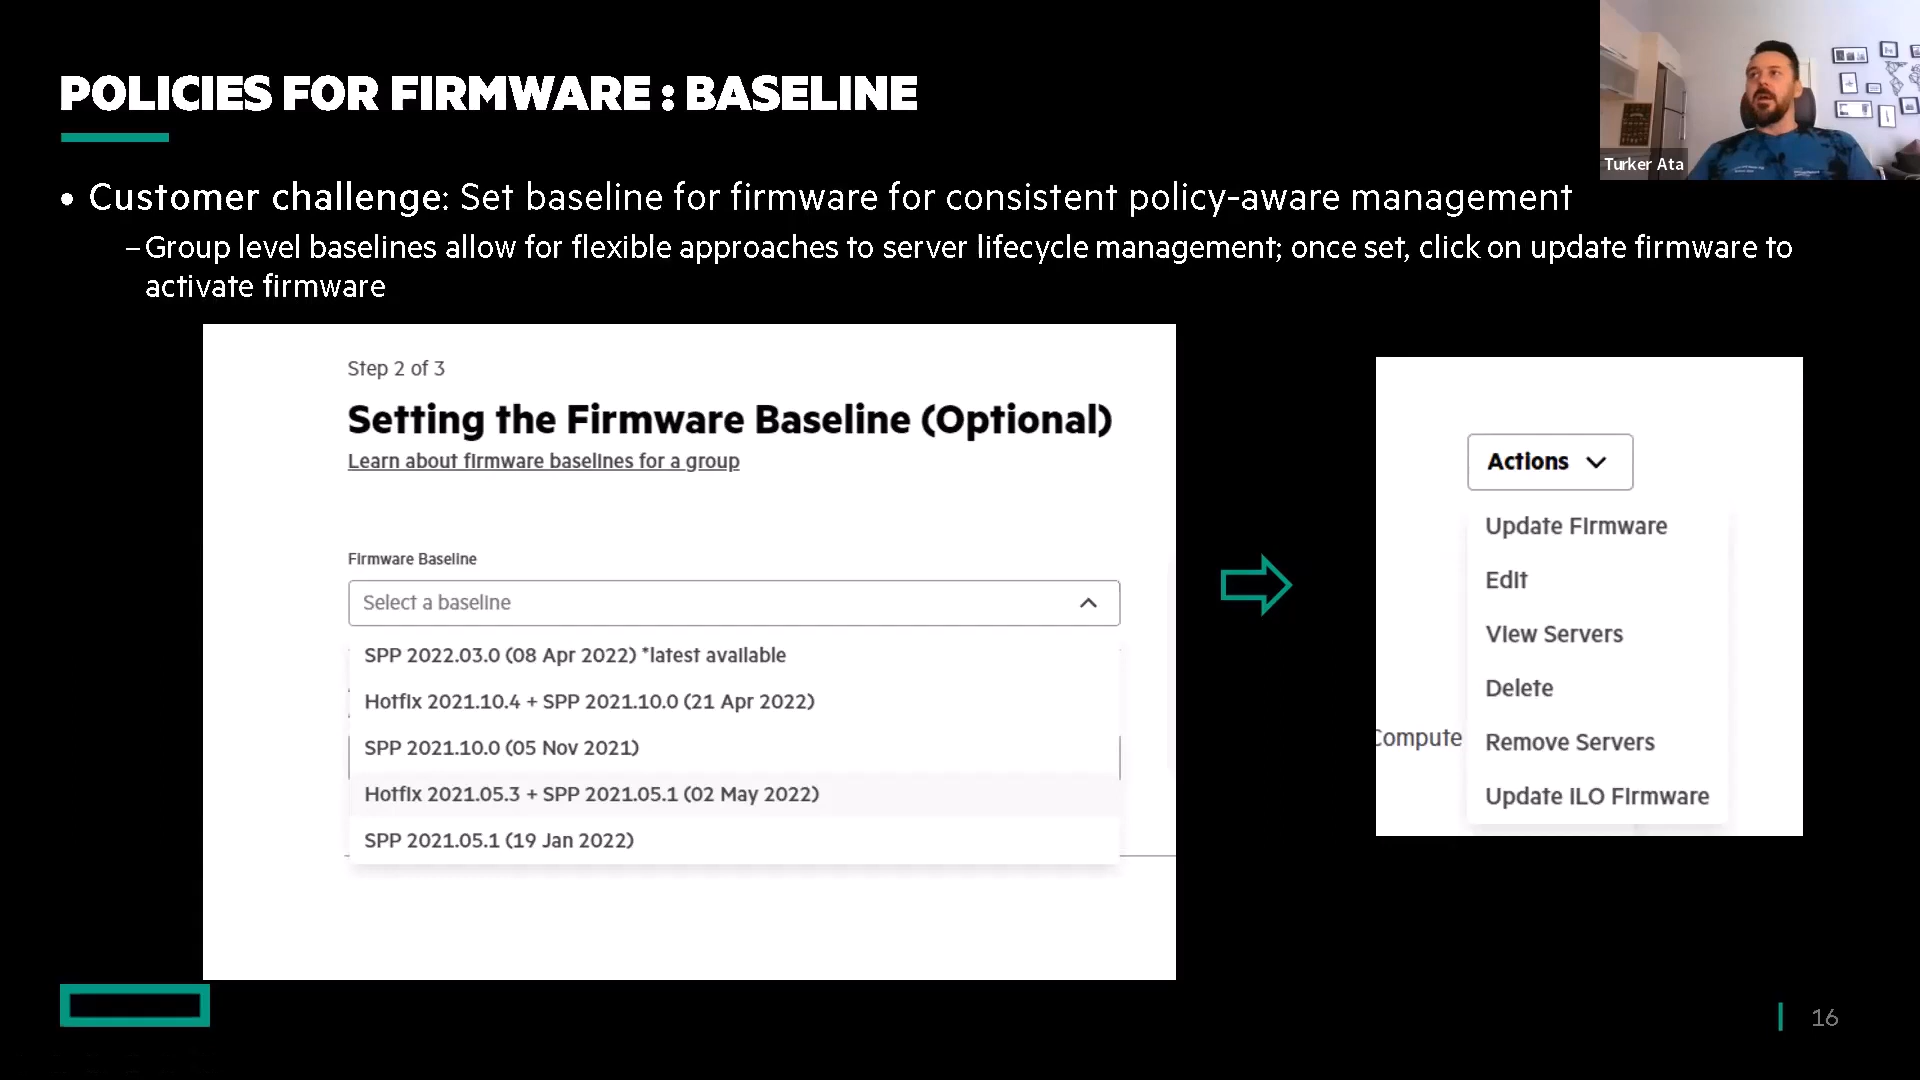 POLICIES FOR FIRMWARE : BASELINE
Turker Ata
• Customer challenge: Set baseline for firmware for consistent policy-aware management
– Group level baselines allow for flexible approaches to server lifecycle management; once set, click on update firmware to
activate firmware
Step 2 of 3
Setting the Firmware Baseline (Optional)
Learn about firmware baselines for a group
Firmware Baseline
Select a baseline
SPP 2022.03.0 (08 Apr 2022) *latest available
Hotfix 2021.10.4 + SPP 2021.10.0 (21 Apr 2022)
SPP 2021.10.0 (05 Nov 2021)
Hotfix 2021.05.3 + SPP 2021.05.1 (02 May 2022)
SPP 2021.05.1 (19 Jan 2022)
Actions
Update Firmware
Edit
View Servers
Delete
Compute
Remove Servers
Update iLO Firmware
16